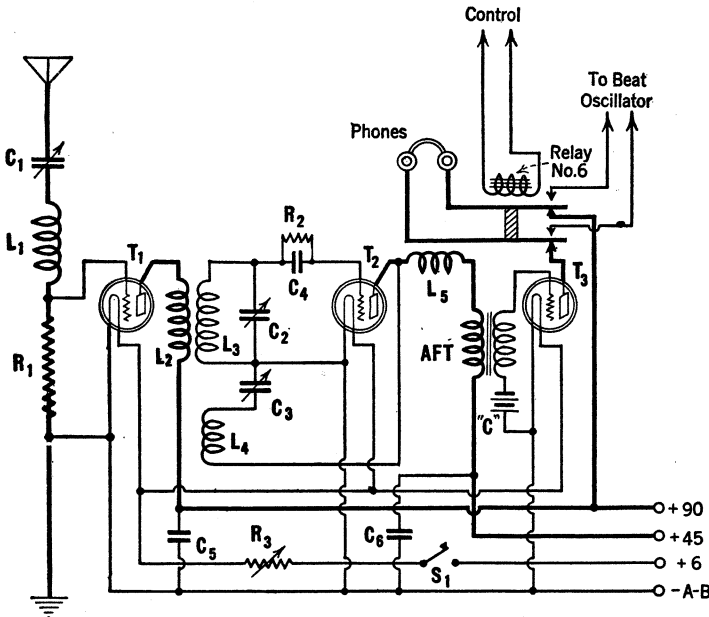 Control
To Beat
Oscillator
Phones
Relay
No.6
C1
L1
R1
T1
L2
L3
R2
C4
C2
C3
L4
T2
L5
AFT
T3
"C"
C5
R3
C6
S1
+90
+45
+6
-A-B